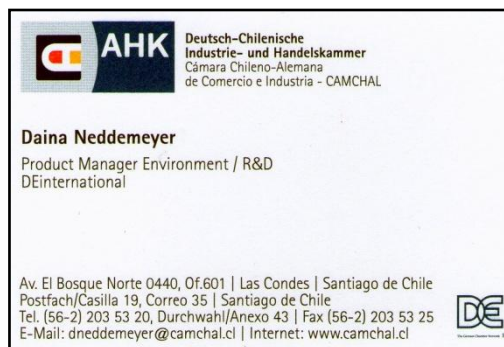 AHK
Deutsch-Chilenische
Industrie- und Handelskammer
Cámara Chileno-Alemana
de Comercio e Industria - CAMCHAL
Daina Neddemeyer
Product Manager Environment / R&D
DEinternational
Av. El Bosque Norte 0440, Of.601 | Las Condes | Santiago de Chile
Postfach/Casilla 19, Correo 35 | Santiago de Chile
Tel. (56-2) 203 53 20, Durchwahl/Anexo 43 | Fax (56-2) 203 53 25
E-Mail: dneddemeyer@camchal.cl | Internet: www.camchal.cl
DE